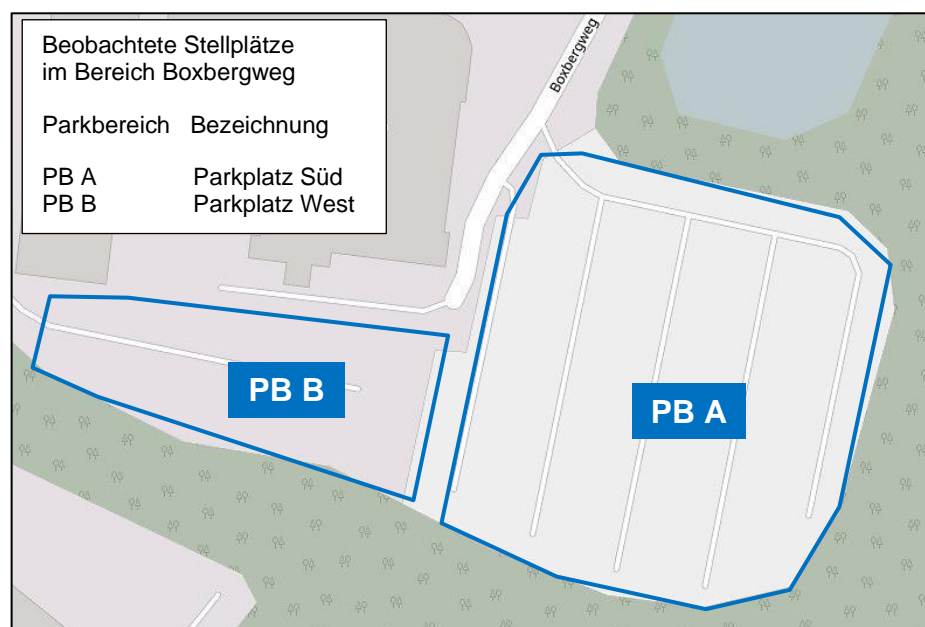 Beobachtete Stellplätze
im Bereich Boxbergweg
Parkbereich Bezeichnung
PB A Parkplatz Süd
PB B Parkplatz West
Boxbergweg
PB B
PB A